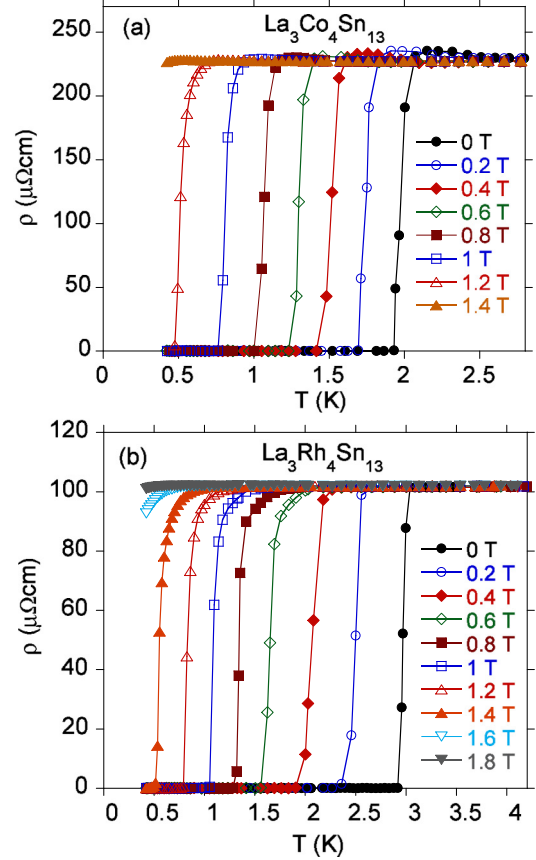 (a)
La3Co4Sn13
250
200
150
100
50
0
ρ (μΩcm)
0 T
0.2 T
0.4 T
0.6 T
0.8 T
1 T
1.2 T
1.4 T
0 0.5 1 1.5 2 2.5
T (K)
(b)
La3Rh4Sn13
120
100
80
60
40
20
0
ρ (μΩcm)
0 T
0.2 T
0.4 T
0.6 T
0.8 T
1 T
1.2 T
1.4 T
1.6 T
1.8 T
0 0.5 1.0 1.5 2 2.5 3 3.5 4
T (K)